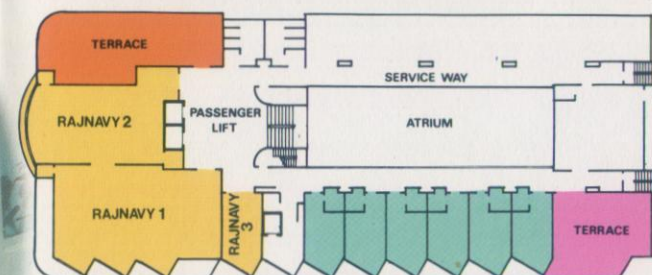 TERRACE
SERVICE WAY
RAJNAVY 2
PASSENGER
LIFT
ATRIUM
RAJNAVY 1
RAJNAVY
3
TERRACE